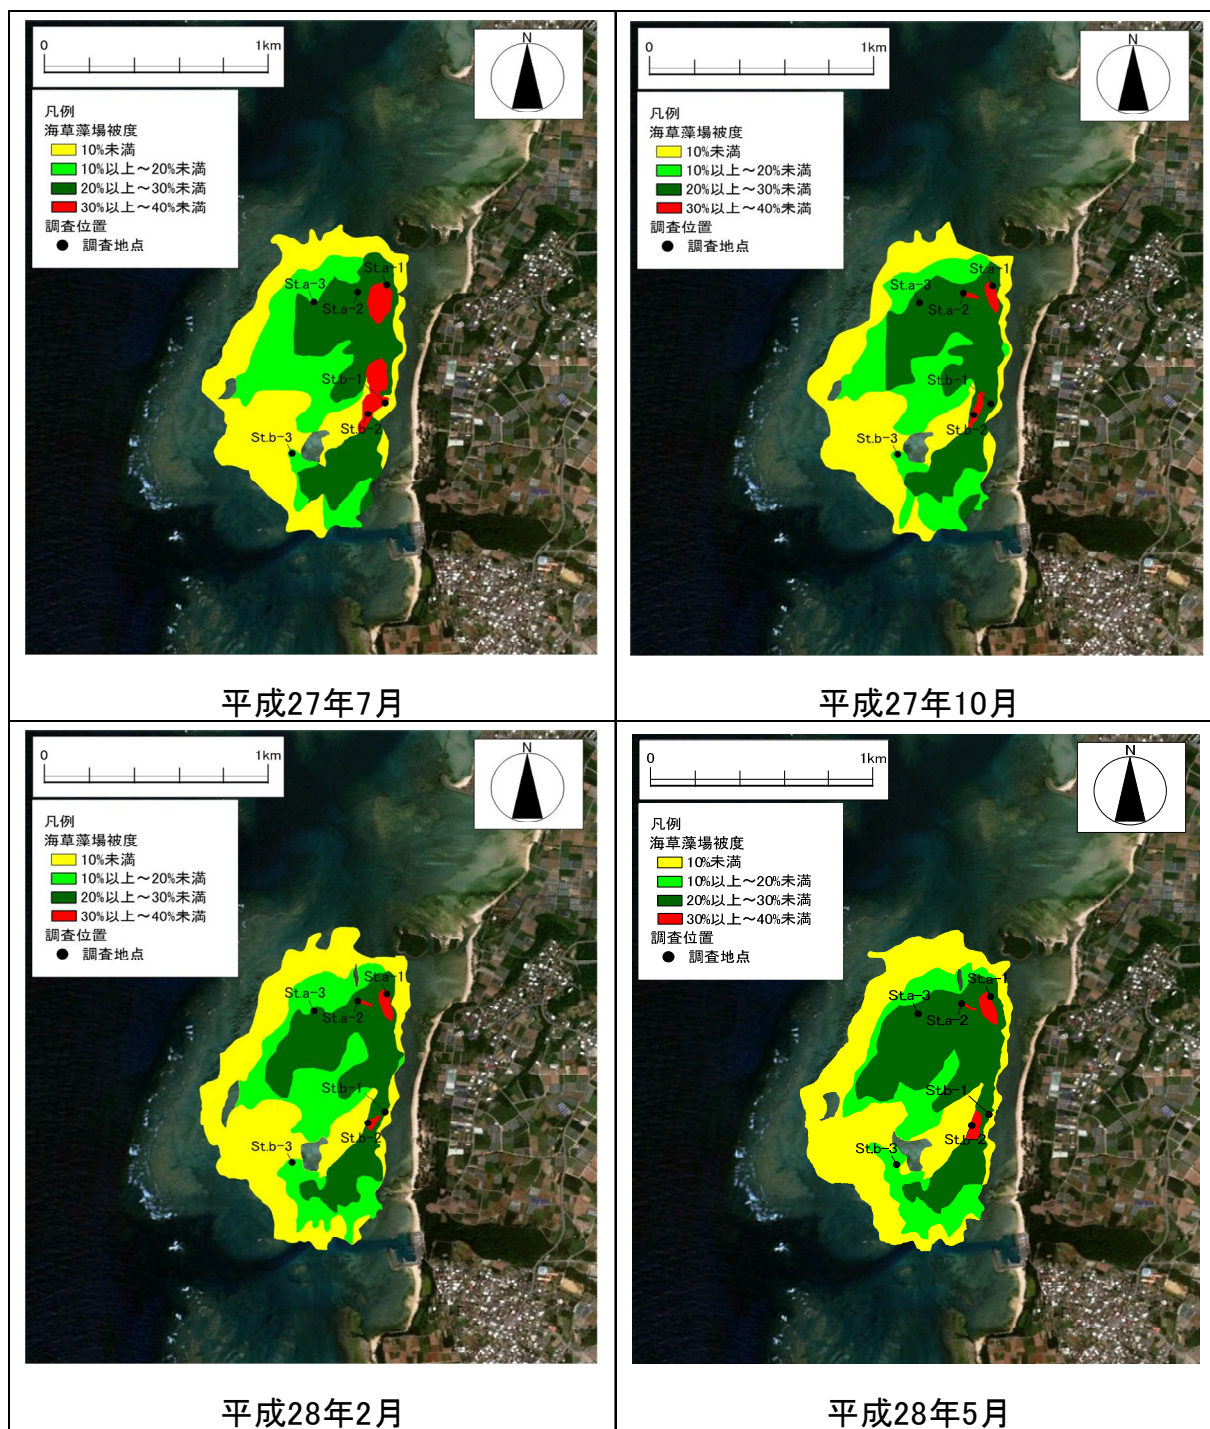 0 1km
N
凡例
海草藻場被度
10%未満
10%以上～20%未満
20%以上～30%未満
30%以上～40%未満
調査位置
調査地点
St.a-1
St.a-3
St.a-2
St.b-1
St.b-2
St.b-3
平成27年7月
0 1km
N
凡例
海草藻場被度
10%未満
10%以上～20%未満
20%以上～30%未満
30%以上～40%未満
調査位置
調査地点
St.a-1
St.a-3
St.a-2
St.b-1
St.b-2
St.b-3
平成27年10月
0 1km
N
凡例
海草藻場被度
10%未満
10%以上～20%未満
20%以上～30%未満
30%以上～40%未満
調査位置
調査地点
St.a-1
St.a-3
St.a-2
St.b-1
St.b-2
St.b-3
平成28年2月
0 1km
N
凡例
海草藻場被度
10%未満
10%以上～20%未満
20%以上～30%未満
30%以上～40%未満
調査位置
調査地点
St.a-1
St.a-3
St.a-2
St.b-1
St.b-2
St.b-3
平成28年5月